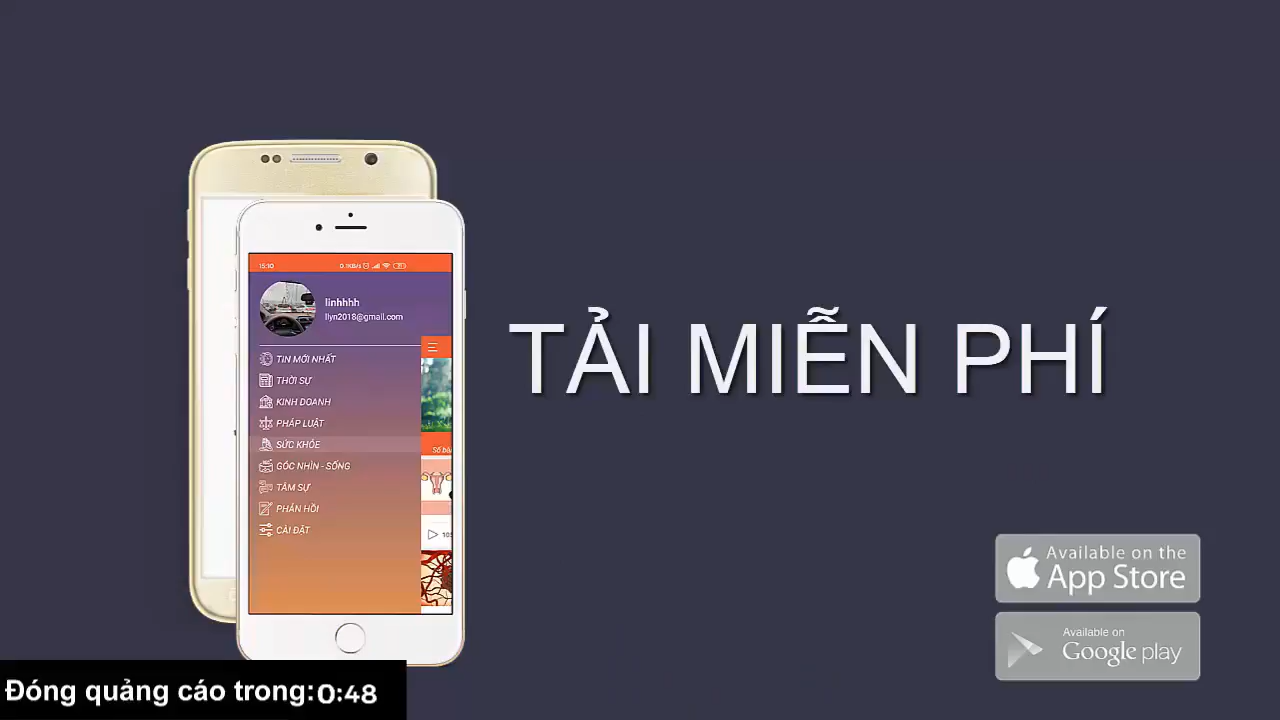 15:10
0.1KB/s
linhhhh
llyn2018@gmail.com
TIN MỚI NHẤT
THỜI SỰ
KINH DOANH
PHÁP LUẬT
SỨC KHỎE
GÓC NHÌN - SỐNG
TÂM SỰ
PHẢN HỒI
CÀI ĐẶT
TẢI MIỄN PHÍ
Available on the
App Store
Available on
Google play
Đóng quảng cáo trong:0:48